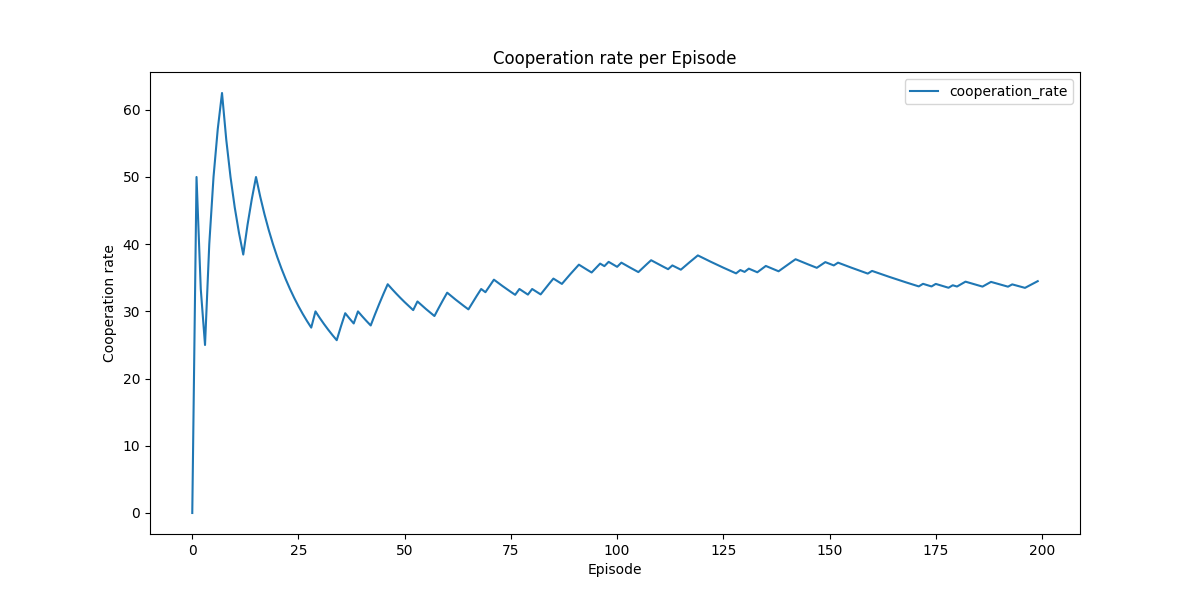 Cooperation rate per Episode
cooperation_rate
Cooperation rate
60
50
40
30
20
10
0
0 25 50 75 100 125 150 175 200
Episode